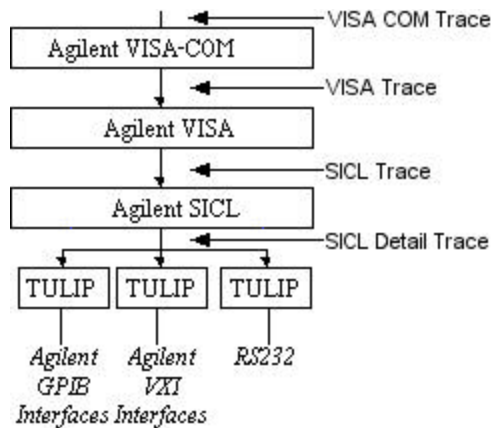 VISA COM Trace
Agilent VISA-COM
VISA Trace
Agilent VISA
SICL Trace
Agilent SICL
SICL Detail Trace
TULIP TULIP TULIP
Agilent Agilent RS232
GPIB VXI
Interfaces Interfaces